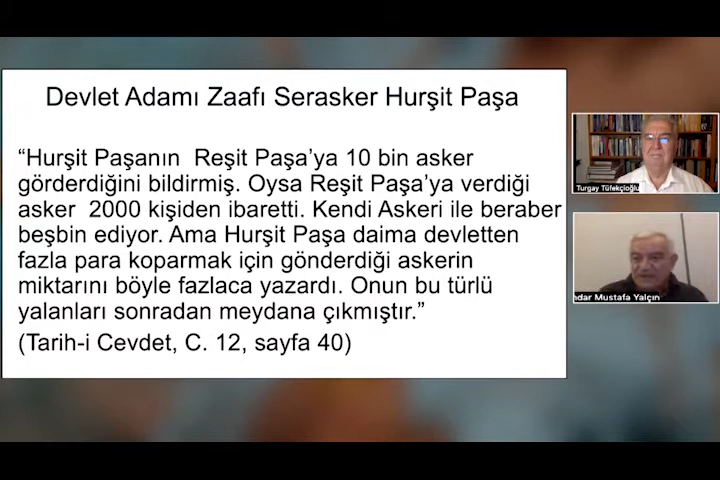 Devlet Adamı Zaafı Serasker Hurşit Paşa
“Hurşit Paşanın  Reşit Paşa’ya 10 bin asker
görderdiğini bildirmiş. Oysa Reşit Paşa’ya verdiği
asker  2000 kişiden ibaretti. Kendi Askeri ile beraber
beşbin ediyor. Ama Hurşit Paşa daima devletten
fazla para koparmak için gönderdiği askerin
miktarını böyle fazlaca yazardı. Onun bu türlü
yalanları sonradan meydana çıkmıştır.”
(Tarih-i Cevdet, C. 12, sayfa 40)
Turgay Tüfekçioğlu
ndar Mustafa Yalçın